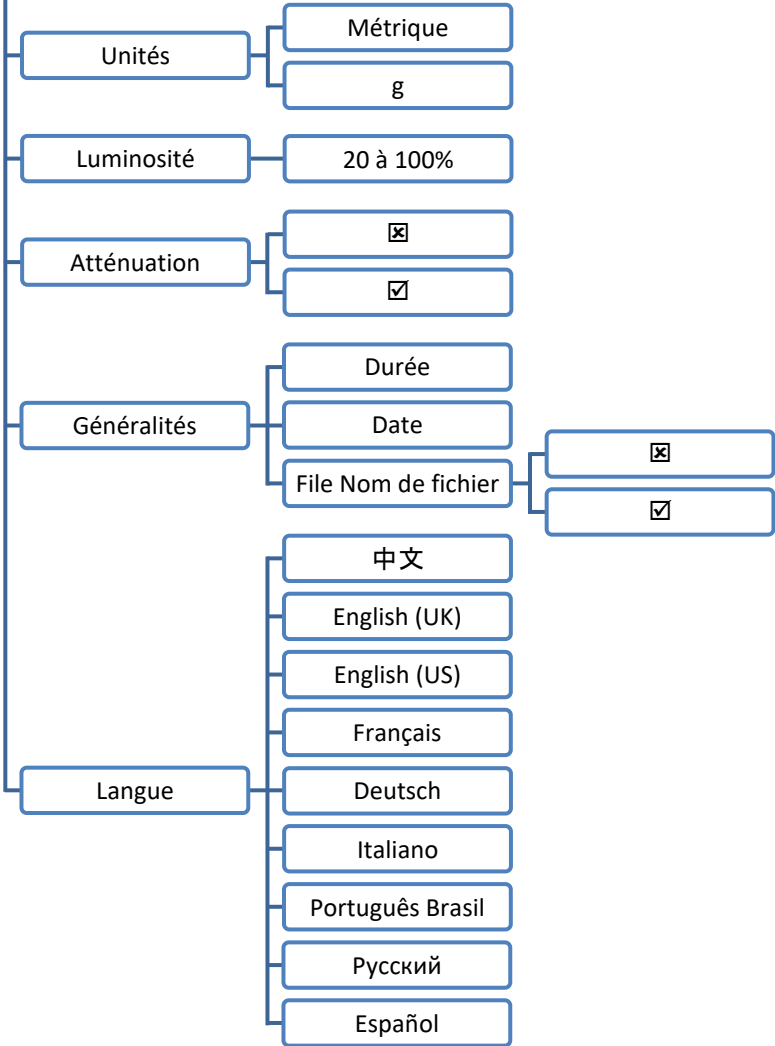 Unités
Métrique
g
Luminosité
20 à 100%
Atténuation
☒
☑
Généralités
Durée
Date
File Nom de fichier
☒
☑
Langue
中文
English (UK)
English (US)
Français
Deutsch
Italiano
Português Brasil
Русский
Español